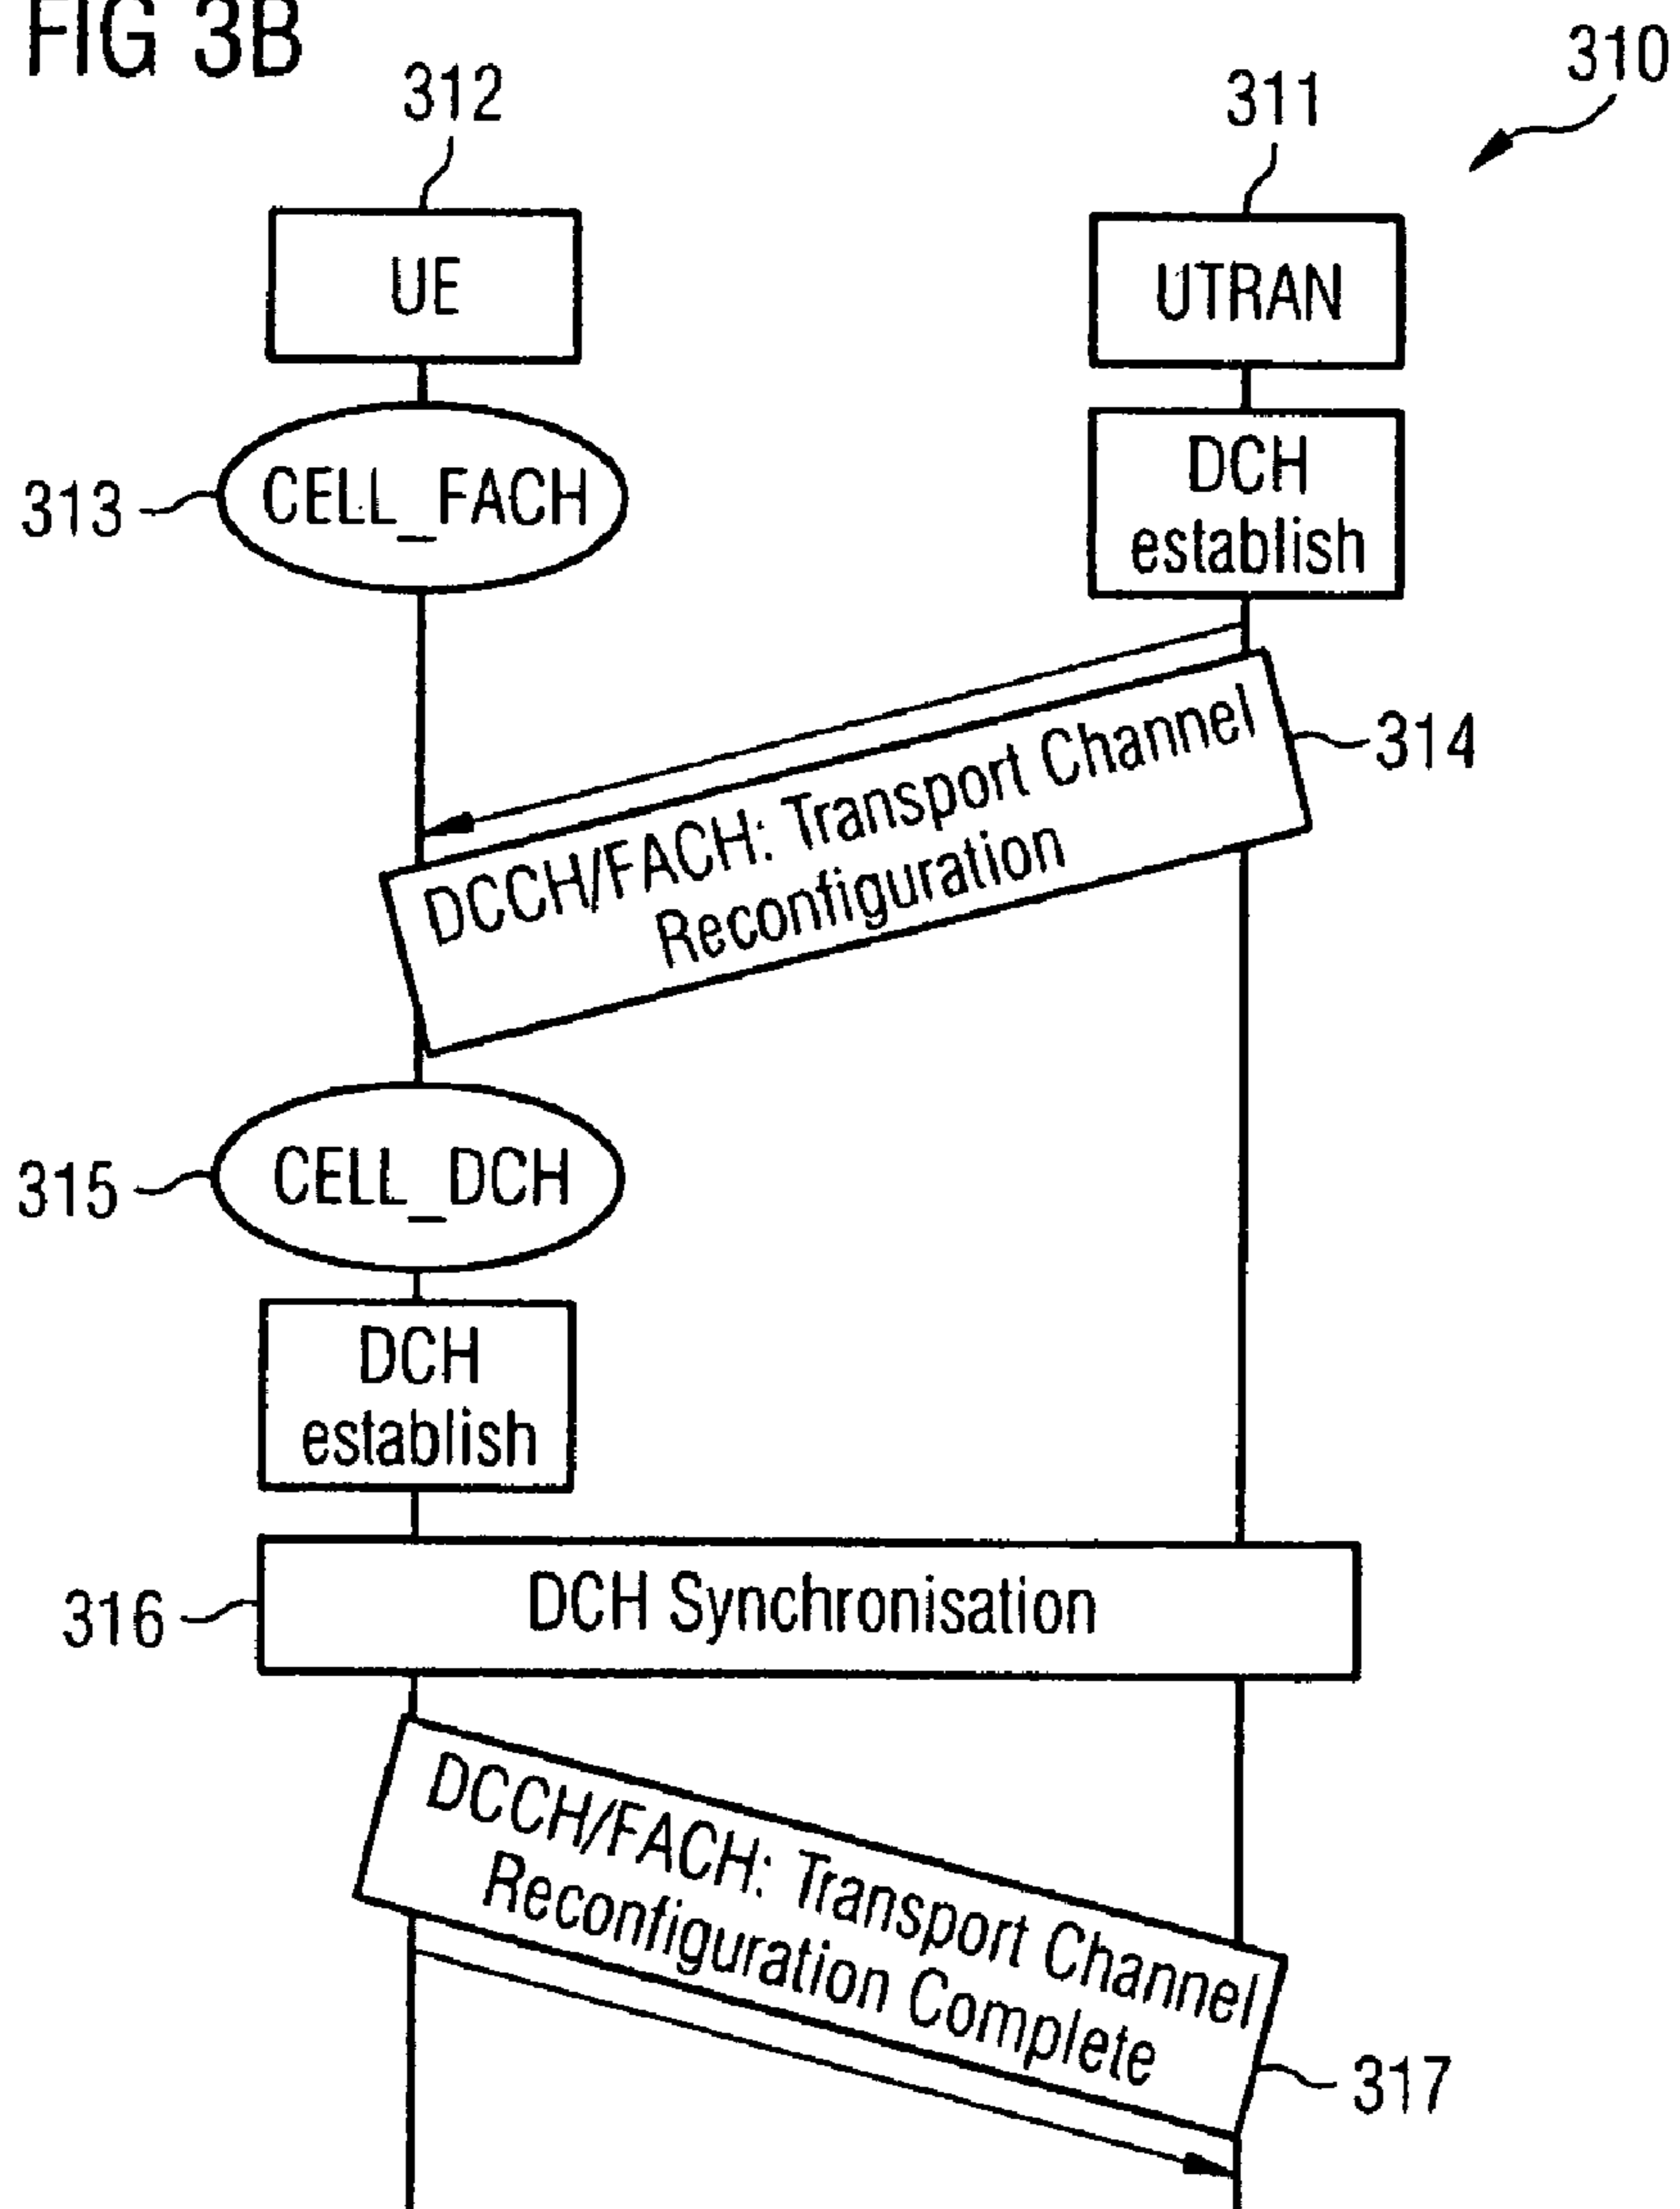 FIG 3B
310
312
311
UE
UTRAN
313
CELL_FACH
DCH
establish
DCCH/FACH: Transport Channel
Reconfiguration
314
315
CELL_DCH
DCH
establish
316
DCH Synchronisation
DCCH/FACH: Transport Channel
Reconfiguration Complete
317